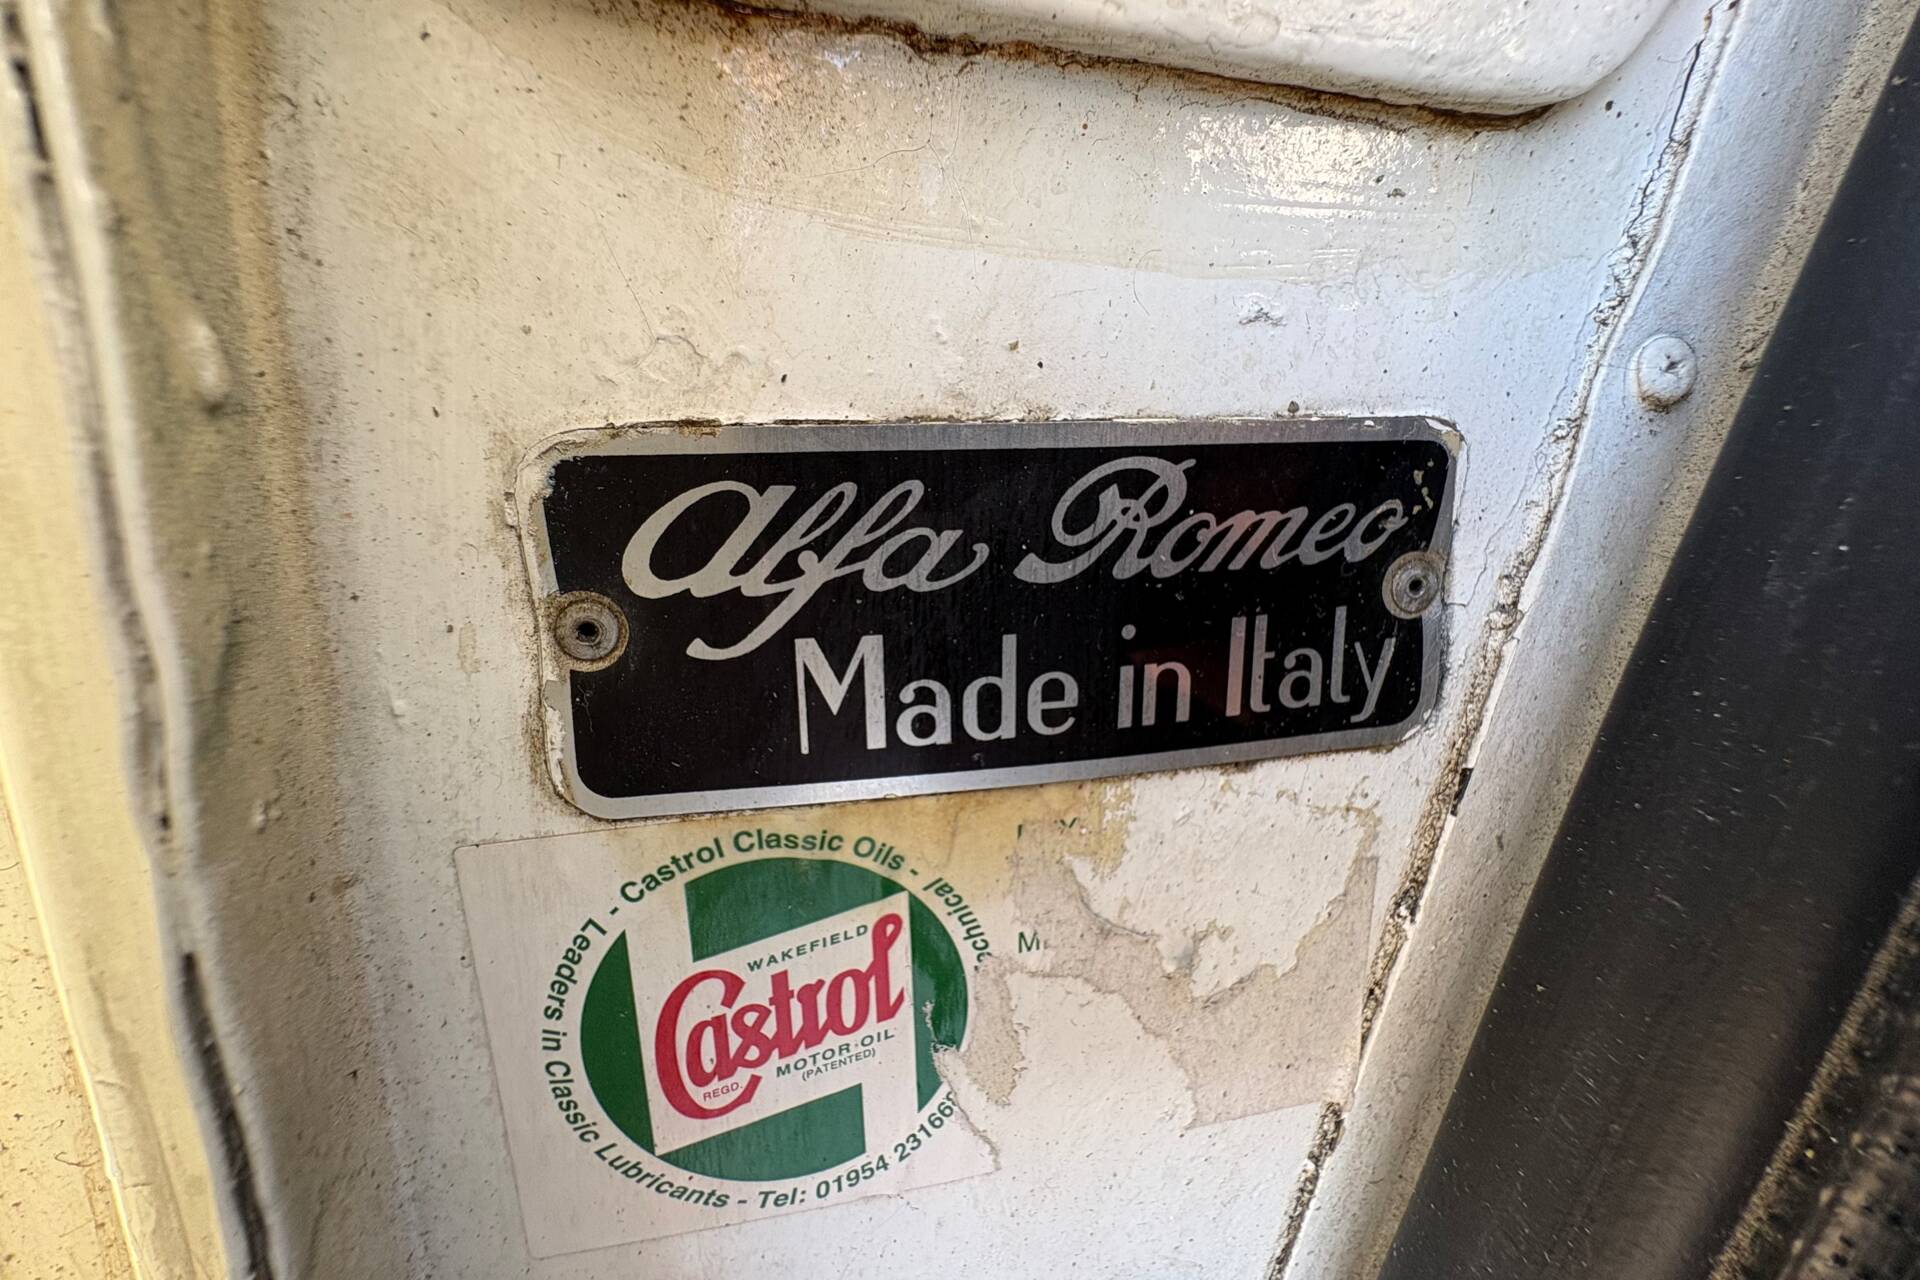 Alfa Romeo
Made in Italy
Leaders in Classic Lubricants - Tel: 01954 23166
- Castrol Classic Oils -
WAKEFIELD
Castrol
REGD.
MOTOR·OIL
(PATENTED)